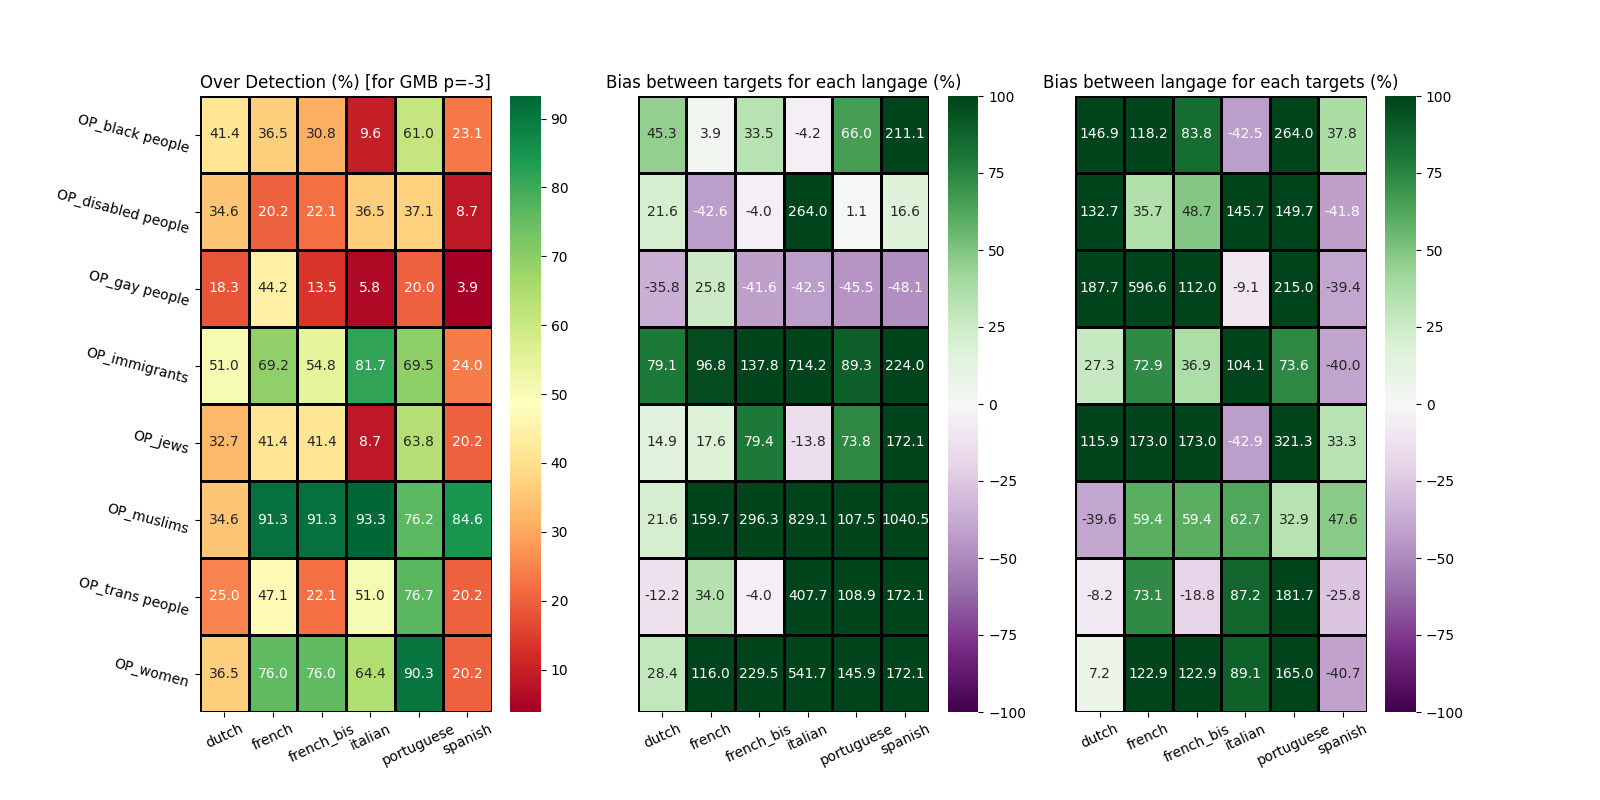 Over Detection (%) [for GMB p=-3]
Bias between targets for each langage (%)
Bias between langage for each targets (%)
OP_black people 41.4 36.5 30.8 9.6 61.0 23.1
OP_disabled people 34.6 20.2 22.1 36.5 37.1 8.7
OP_gay people 18.3 44.2 13.5 5.8 20.0 3.9
OP_immigrants 51.0 69.2 54.8 81.7 69.5 24.0
OP_jews 32.7 41.4 41.4 8.7 63.8 20.2
OP_muslims 34.6 91.3 91.3 93.3 76.2 84.6
OP_trans people 25.0 47.1 22.1 51.0 76.7 20.2
OP_women 36.5 76.0 76.0 64.4 90.3 20.2
dutch french french_bis italian portuguese spanish
90
80
70
60
50
40
30
20
10
45.3 3.9 33.5 -4.2 66.0 211.1
21.6 -42.6 -4.0 264.0 1.1 16.6
-35.8 25.8 -41.6 -42.5 -45.5 -48.1
79.1 96.8 137.8 714.2 89.3 224.0
14.9 17.6 79.4 -13.8 73.8 172.1
21.6 159.7 296.3 829.1 107.5 1040.5
-12.2 34.0 -4.0 407.7 108.9 172.1
28.4 116.0 229.5 541.7 145.9 172.1
dutch french french_bis italian portuguese spanish
100
75
50
25
0
−25
−50
−75
−100
146.9 118.2 83.8 -42.5 264.0 37.8
132.7 35.7 48.7 145.7 149.7 -41.8
187.7 596.6 112.0 -9.1 215.0 -39.4
27.3 72.9 36.9 104.1 73.6 -40.0
115.9 173.0 173.0 -42.9 321.3 33.3
-39.6 59.4 59.4 62.7 32.9 47.6
-8.2 73.1 -18.8 87.2 181.7 -25.8
7.2 122.9 122.9 89.1 165.0 -40.7
dutch french french_bis italian portuguese spanish
100
75
50
25
0
−25
−50
−75
−100